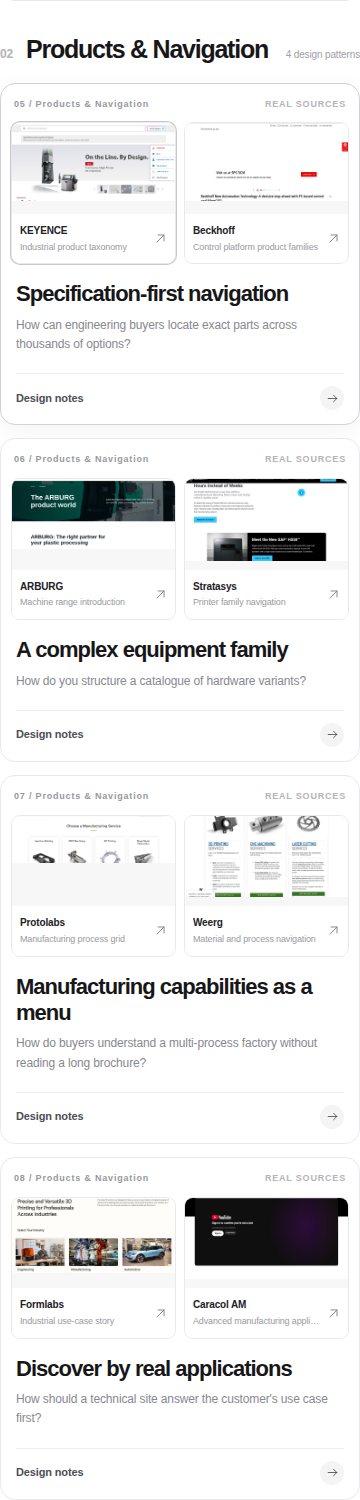 02 Products & Navigation 4 design patterns
05 / Products & Navigation REAL SOURCES
On the Line. By Design.
KEYENCE
Industrial product taxonomy
Beckhoff
Control platform product families
Specification-first navigation
How can engineering buyers locate exact parts across
thousands of options?
Design notes
06 / Products & Navigation REAL SOURCES
The ARBURG
product world
ARBURG: The right partner for
your plastic processing
Hours Instead of Weeks
ARBURG
Machine range introduction
Stratasys
Printer family navigation
A complex equipment family
How do you structure a catalogue of hardware variants?
Design notes
07 / Products & Navigation REAL SOURCES
Choose a Manufacturing Service
3D PRINTING
SERVICES
CNC MACHINING
SERVICES
LASER CUTTING
SERVICES
Protolabs
Manufacturing process grid
Weerg
Material and process navigation
Manufacturing capabilities as a
menu
How do buyers understand a multi-process factory without
reading a long brochure?
Design notes
08 / Products & Navigation REAL SOURCES
Precise and Versatile 3D
Printing for Professionals
Across Industries
Select Your Industry
Engineering
Manufacturing
Automotive
YouTube
Formlabs
Industrial use-case story
Caracol AM
Advanced manufacturing appli...
Discover by real applications
How should a technical site answer the customer's use case
first?
Design notes